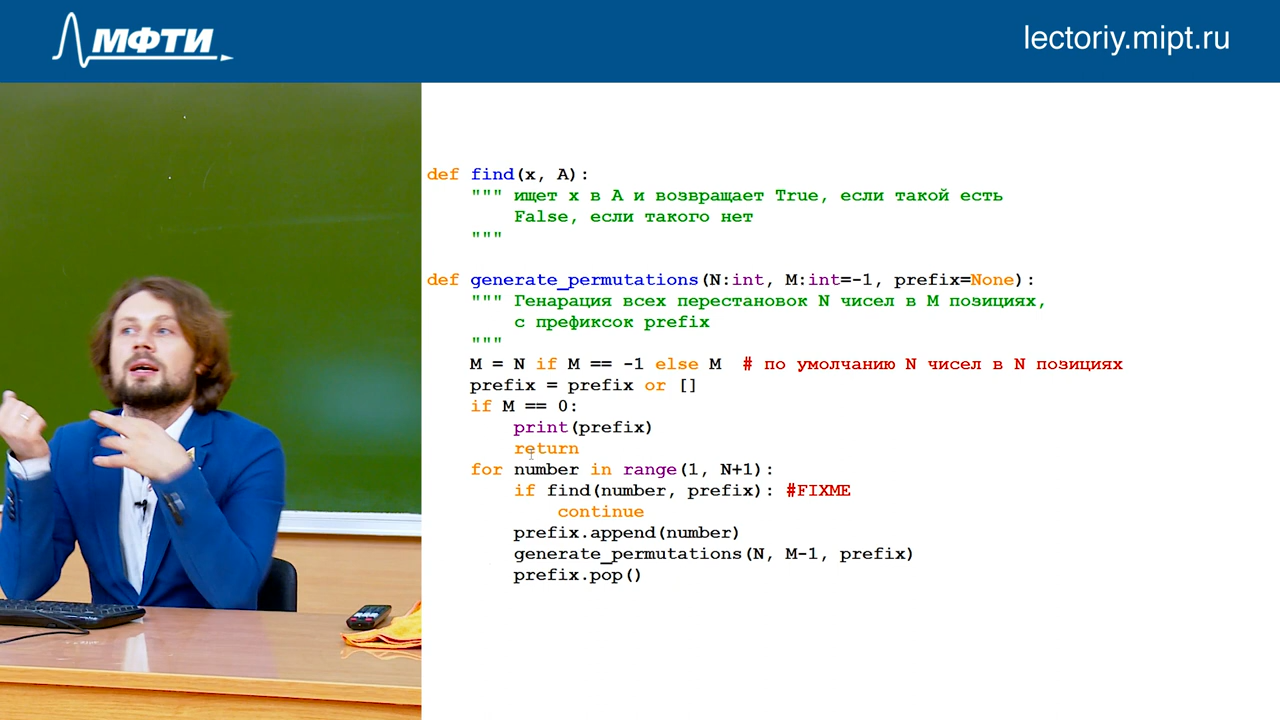 МФТИ
lectoriy.mipt.ru
def find(x, A):
    """ ищет x в A и возвращает True, если такой есть
        False, если такого нет
    """
def generate_permutations(N:int, M:int=-1, prefix=None):
    """ Генарация всех перестановок N чисел в M позициях,
        с префиксок prefix
    """
    M = N if M == -1 else M  # по умолчанию N чисел в N позициях
    prefix = prefix or []
    if M == 0:
        print(prefix)
        return
    for number in range(1, N+1):
        if find(number, prefix): #FIXME
            continue
        prefix.append(number)
        generate_permutations(N, M-1, prefix)
        prefix.pop()